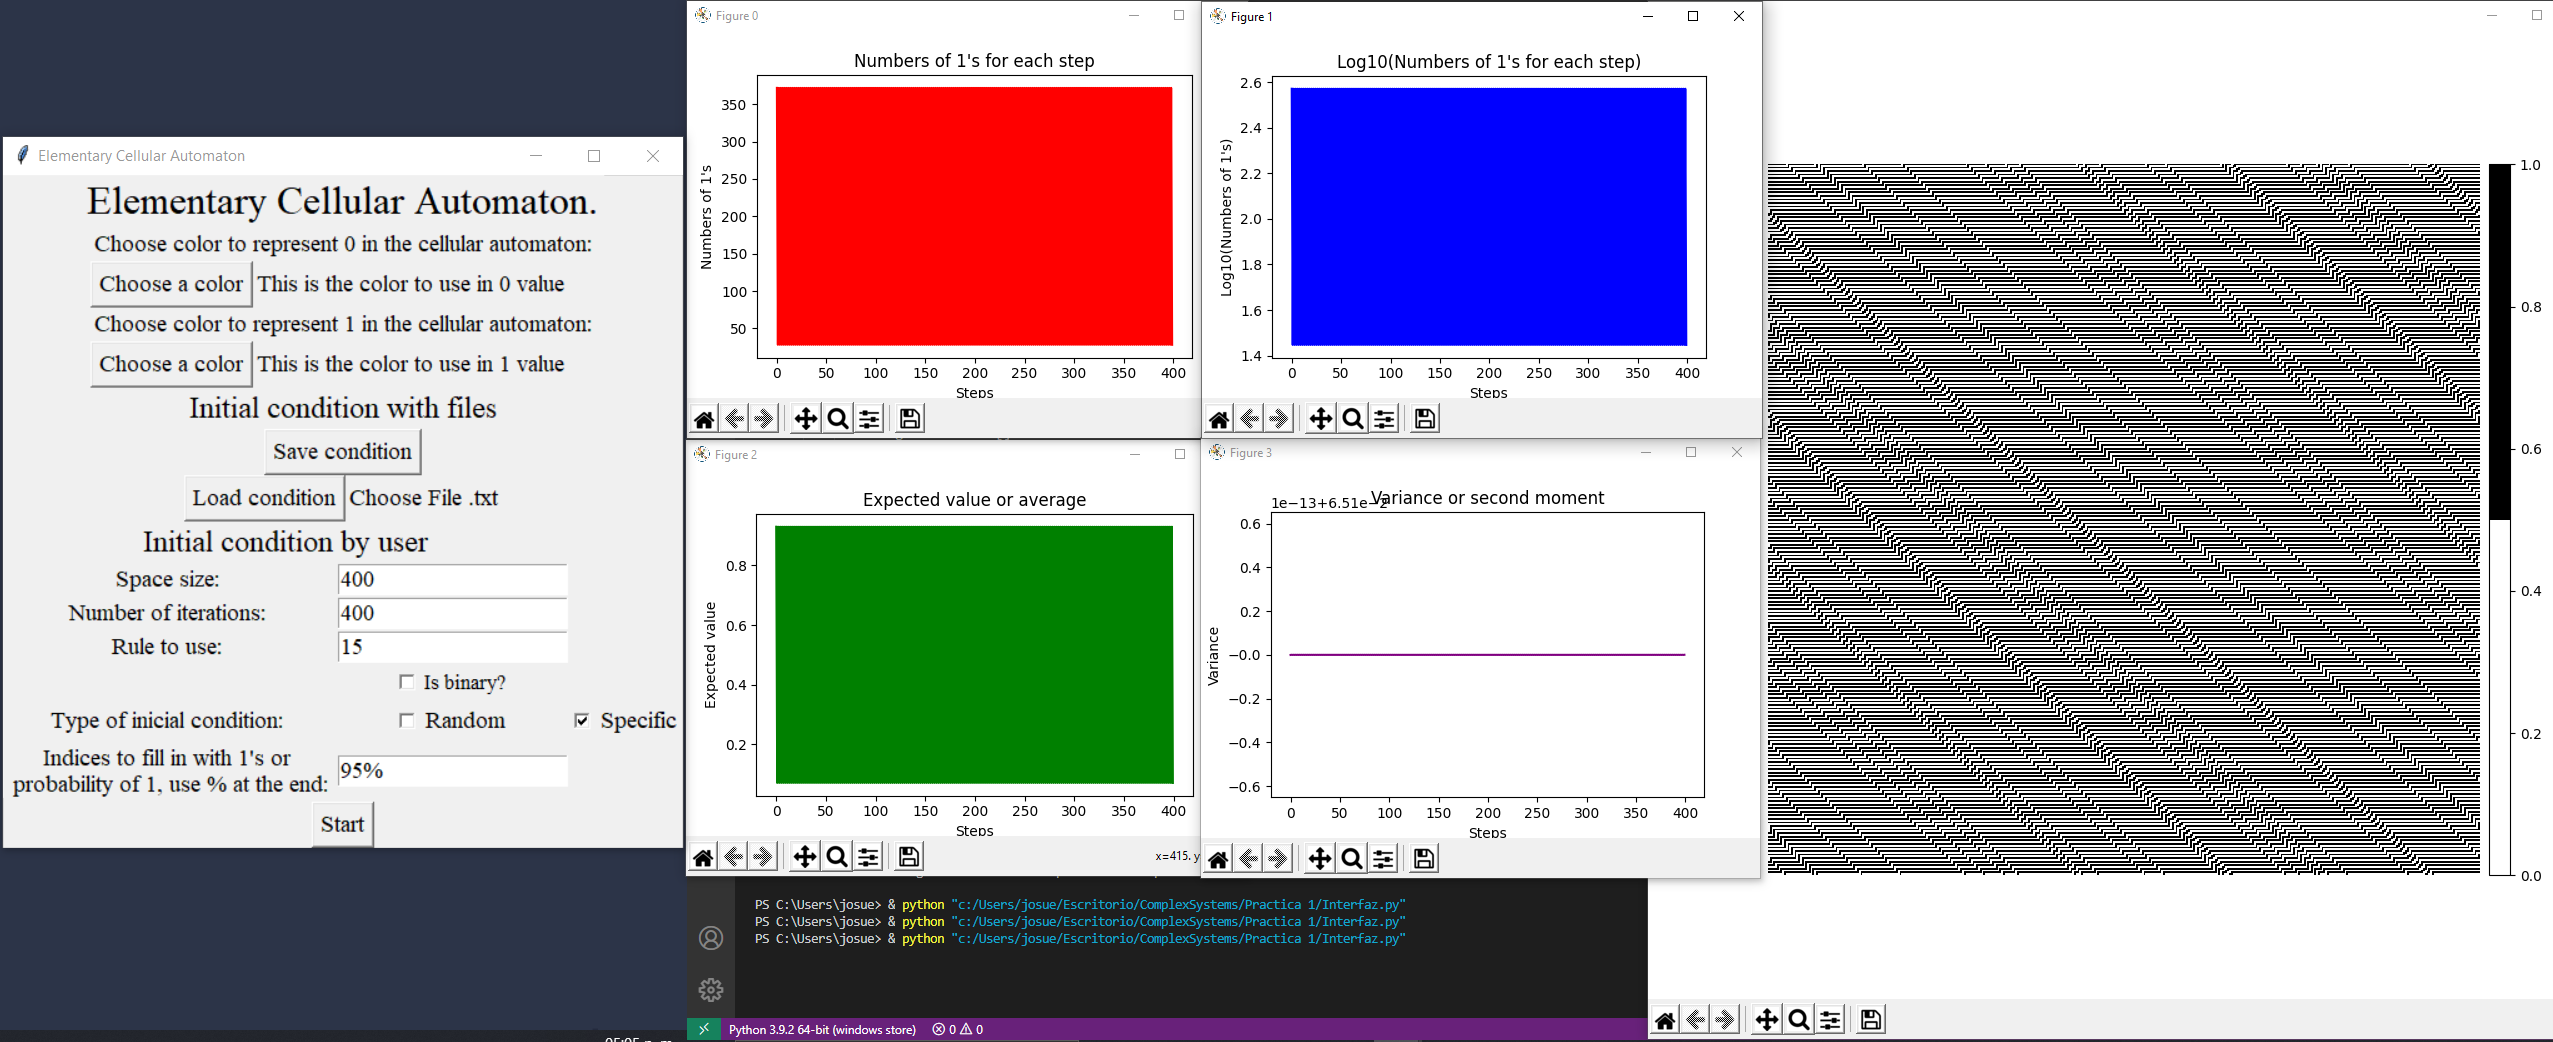 Elementary Cellular Automaton
Elementary Cellular Automaton.
Choose color to represent 0 in the cellular automaton:
Choose a color This is the color to use in 0 value
Choose color to represent 1 in the cellular automaton:
Choose a color This is the color to use in 1 value
Initial condition with files
Save condition
Load condition Choose File .txt
Initial condition by user
Space size: 400
Number of iterations: 400
Rule to use: 15
Is binary?
Type of inicial condition: Random Specific
Indices to fill in with 1's or
probability of 1, use % at the end: 95%
Start
Figure 0
Numbers of 1's for each step
Numbers of 1's
350
300
250
200
150
100
50
0 50 100 150 200 250 300 350 400
Steps
Figure 1
Log10(Numbers of 1's for each step)
Log10(Numbers of 1's)
2.6
2.4
2.2
2.0
1.8
1.6
1.4
0 50 100 150 200 250 300 350 400
Steps
Figure 2
Expected value or average
Expected value
0.8
0.6
0.4
0.2
0 50 100 150 200 250 300 350 400
Steps
x=415. y
Figure 3
1e−13+6.51e−2
Variance or second moment
Variance
0.6
0.4
0.2
−0.0
−0.2
−0.4
−0.6
0 50 100 150 200 250 300 350 400
Steps
1.0
0.8
0.6
0.4
0.2
0.0
PS C:\Users\josue> & python "c:/Users/josue/Escritorio/ComplexSystems/Practica 1/Interfaz.py"
PS C:\Users\josue> & python "c:/Users/josue/Escritorio/ComplexSystems/Practica 1/Interfaz.py"
PS C:\Users\josue> & python "c:/Users/josue/Escritorio/ComplexSystems/Practica 1/Interfaz.py"
Python 3.9.2 64-bit (windows store) 0 0